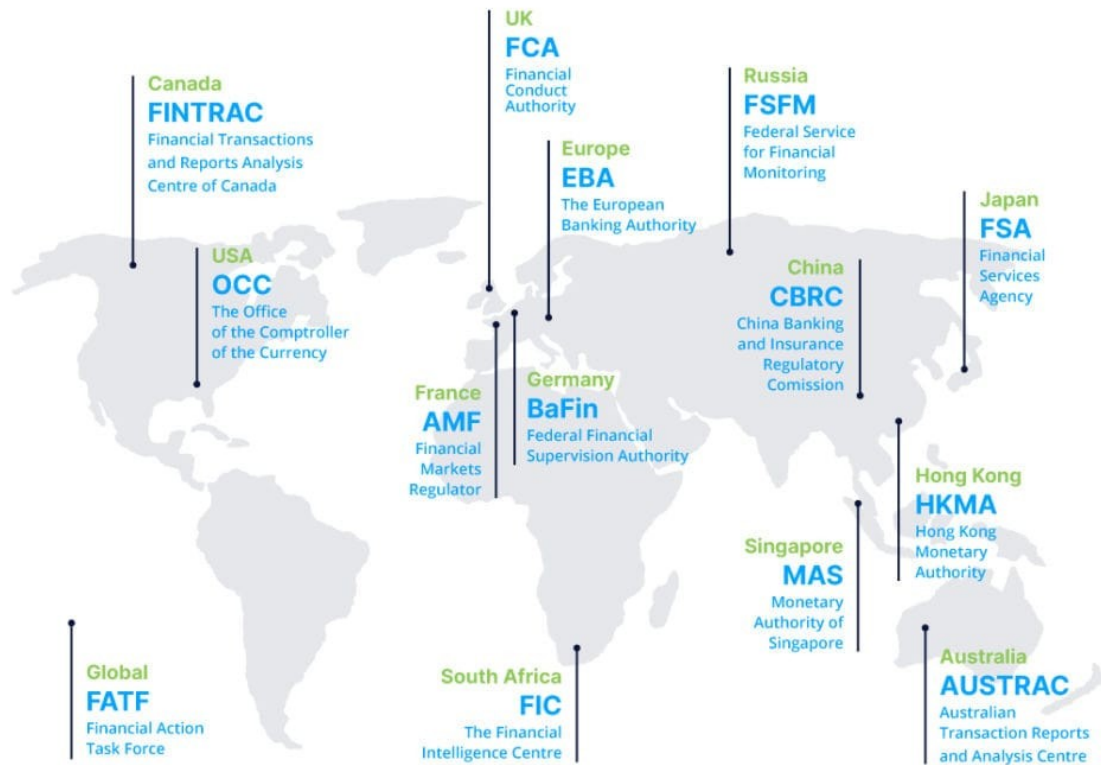 UK
FCA
Financial
Conduct
Authority
Canada
FINTRAC
Financial Transactions
and Reports Analysis
Centre of Canada
Russia
FSFM
Federal Service
for Financial
Monitoring
Europe
EBA
The European
Banking Authority
Japan
FSA
Financial
Services
Agency
USA
OCC
The Office
of the Comptroller
of the Currency
China
CBRC
China Banking
and Insurance
Regulatory
Comission
France
AMF
Financial
Markets
Regulator
Germany
BaFin
Federal Financial
Supervision Authority
Hong Kong
HKMA
Hong Kong
Monetary
Authority
Singapore
MAS
Monetary
Authority of
Singapore
Global
FATF
Financial Action
Task Force
South Africa
FIC
The Financial
Intelligence Centre
Australia
AUSTRAC
Australian
Transaction Reports
and Analysis Centre